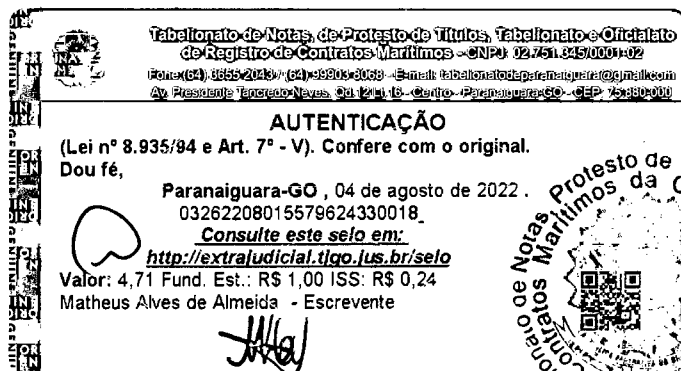 Tabelionato de Notas, de Protesto de Títulos, Tabelionato e Oficialato
de Registro de Contratos Marítimos - CNPJ: 02.751.345/0001-02
Fone (64) 3655-2043 / (64) 99903-8068 - E-mail: tabelionatodeparanaiguara@gmail.com
Av. Presidente Tancredo Neves, Qd. 121 Lt. 16 - Centro - Paranaiguara-GO - CEP: 75.880-000
AUTENTICAÇÃO
(Lei nº 8.935/94 e Art. 7º - V). Confere com o original.
Dou fé,
Paranaiguara-GO , 04 de agosto de 2022 .
03262208015579624330018_
Consulte este selo em:
http://extrajudicial.tjgo.jus.br/selo
Valor: 4,71 Fund. Est.: R$ 1,00 ISS: R$ 0,24
Matheus Alves de Almeida - Escrevente
Notas Protesto de
Contratos Marítimos da